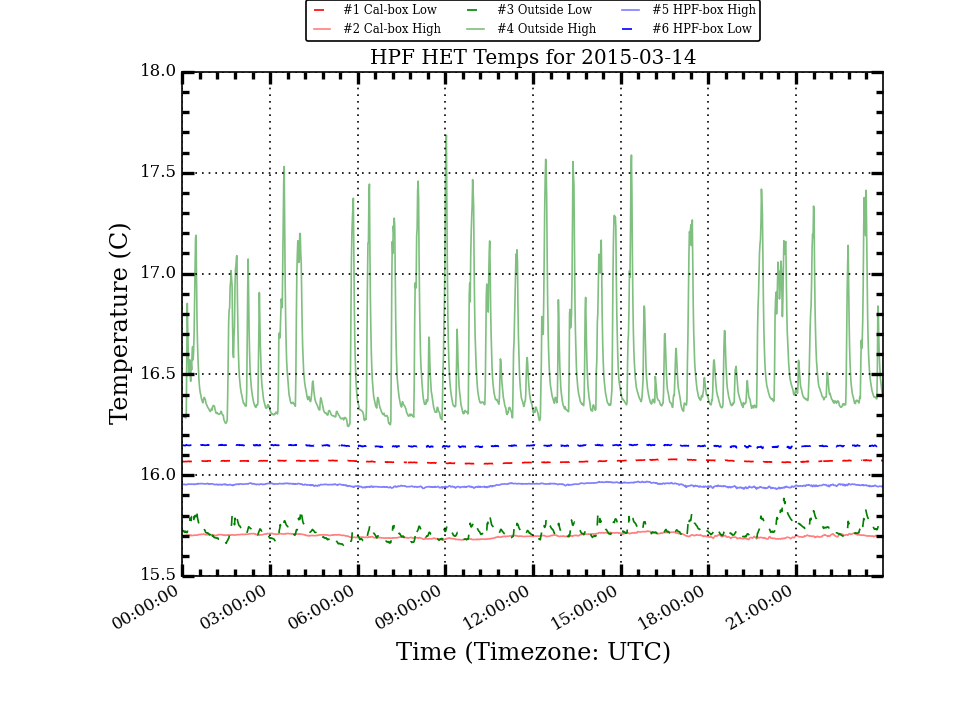 #1 Cal-box Low #3 Outside Low #5 HPF-box High
#2 Cal-box High #4 Outside High #6 HPF-box Low
HPF HET Temps for 2015-03-14
18.0
17.5
17.0
16.5
16.0
15.5
Temperature (C)
00:00:00 03:00:00 06:00:00 09:00:00 12:00:00 15:00:00 18:00:00 21:00:00
Time (Timezone: UTC)